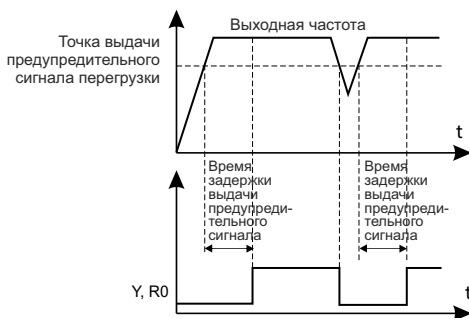 Выходная частота
Точка выдачи
предупредительного
сигнала перегрузки
t
Время
задержки
выдачи
предупреди-
тельного
сигнала
Время
задержки
выдачи
предупреди-
тельного
сигнала
Y, R0
t